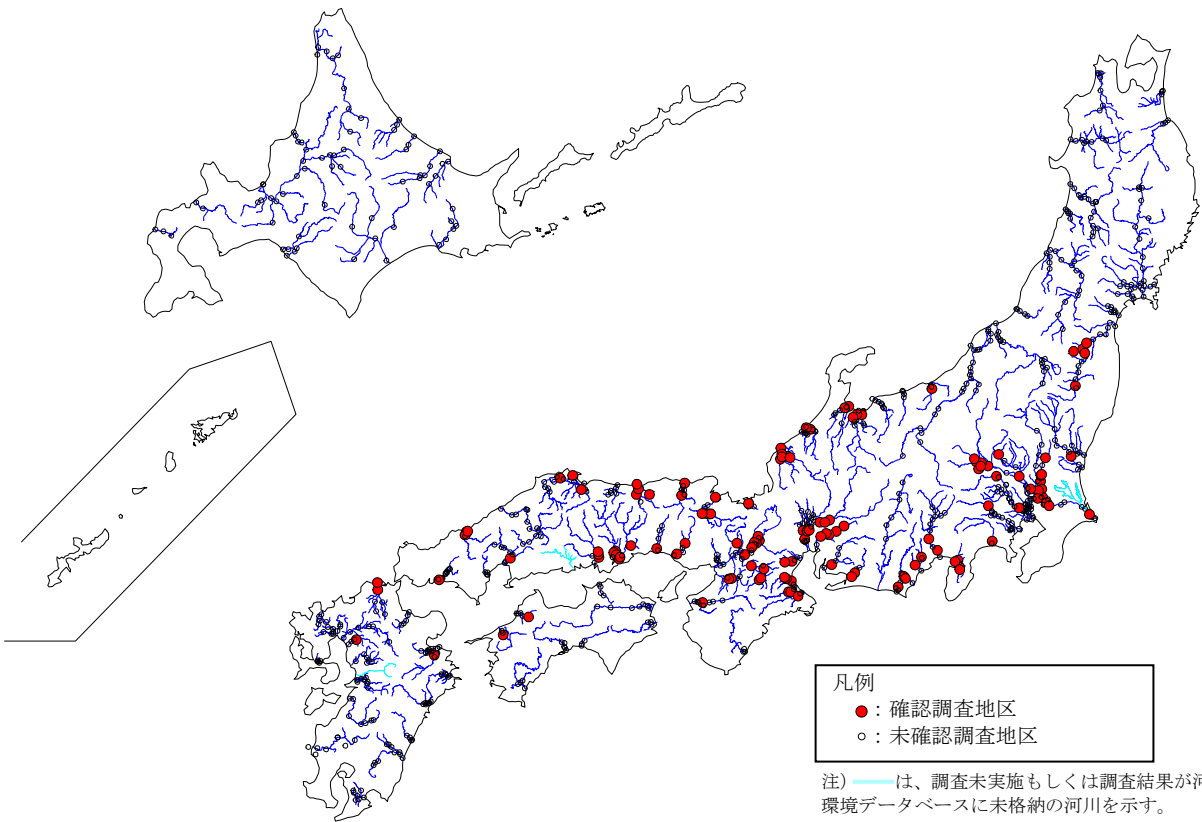 凡例
●：確認調査地区
○：未確認調査地区
注）　　は、調査未実施もしくは調査結果が河
環境データベースに未格納の河川を示す。